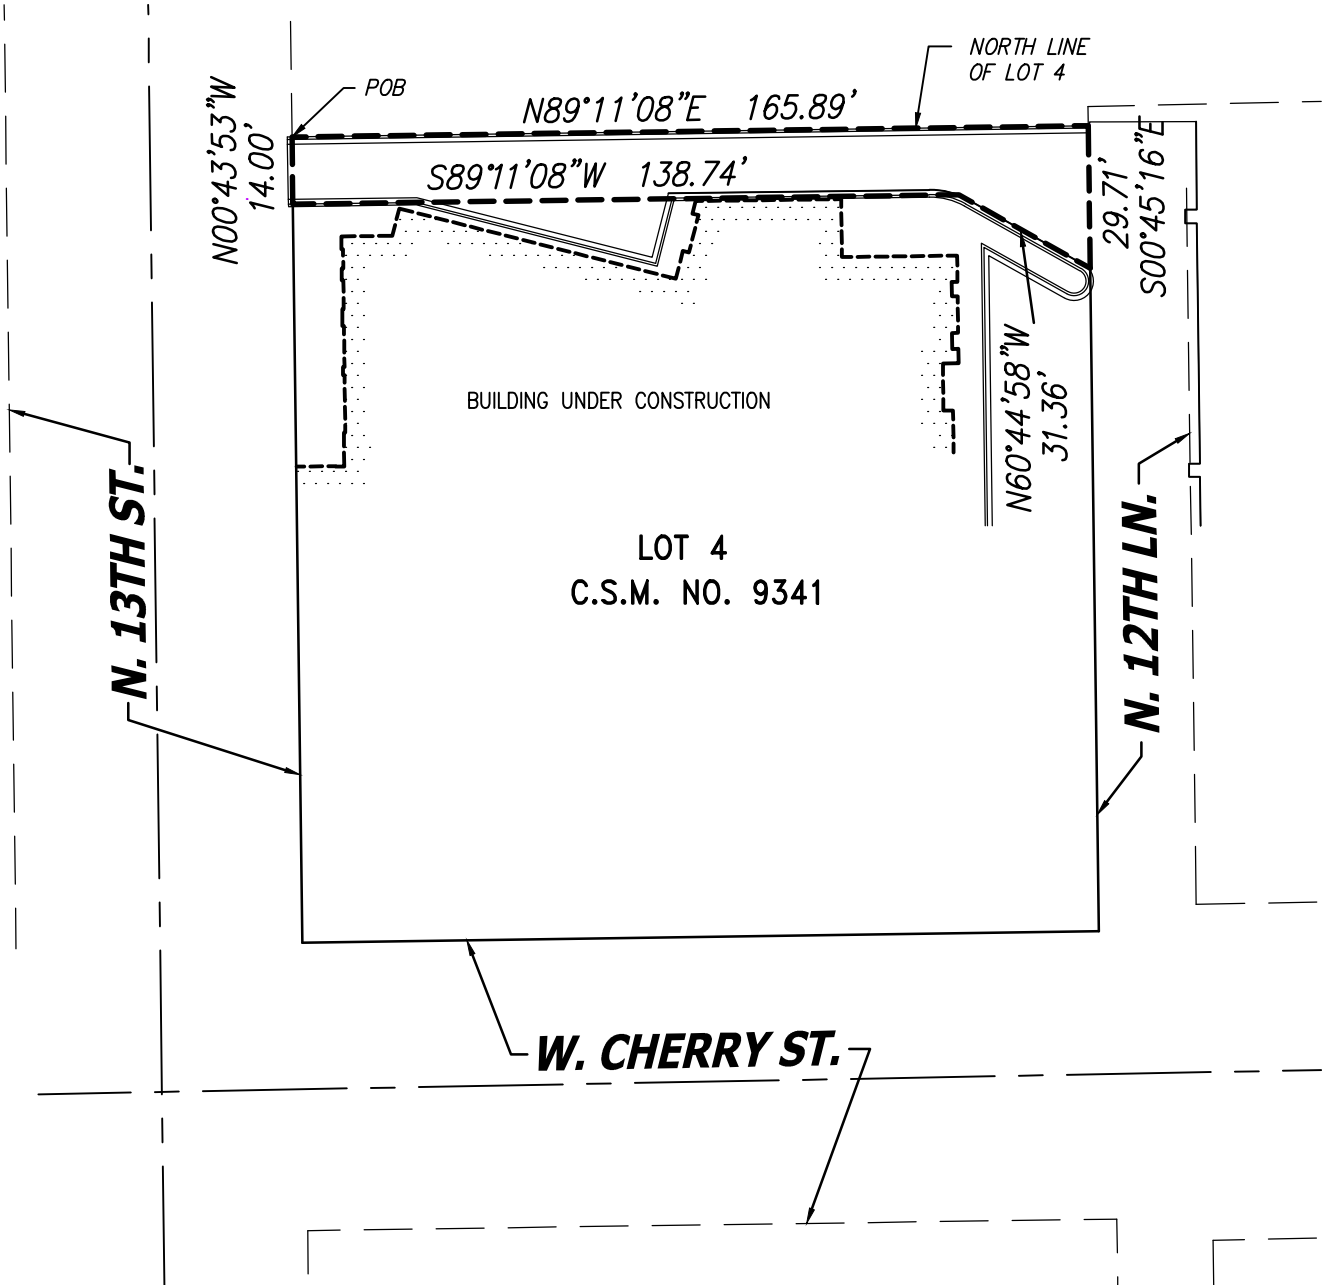 NORTH LINE
OF LOT 4
POB
N89°11'08"E 165.89'
N00°43'53"W
14.00'
S89°11'08"W 138.74'
29.71'
S00°45'16"E
N60°44'58"W
31.36'
BUILDING UNDER CONSTRUCTION
N. 13TH ST.
LOT 4
C.S.M. NO. 9341
N. 12TH LN.
W. CHERRY ST.